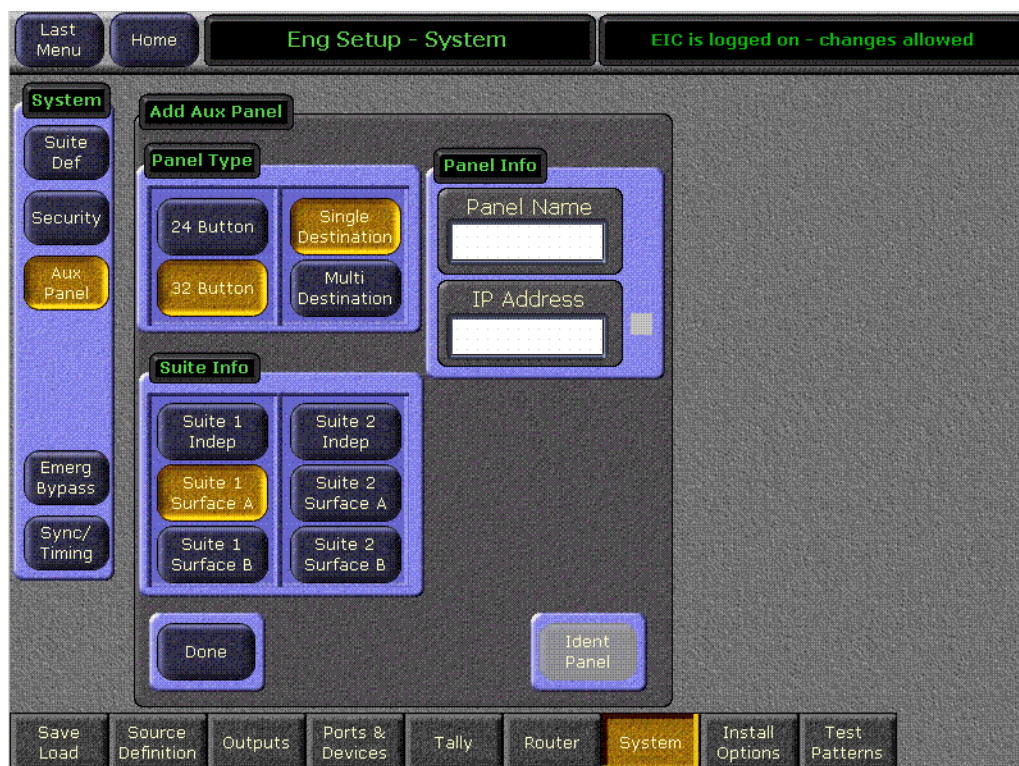 Last
Menu
Home
Eng Setup - System
EIC is logged on - changes allowed
System
Suite
Def
Security
Aux
Panel
Emerg
Bypass
Sync/
Timing
Add Aux Panel
Panel Type
24 Button
Single
Destination
32 Button
Multi
Destination
Panel Info
Panel Name
IP Address
Suite Info
Suite 1
Indep
Suite 2
Indep
Suite 1
Surface A
Suite 2
Surface A
Suite 1
Surface B
Suite 2
Surface B
Done
Ident
Panel
Save
Load
Source
Definition
Outputs
Ports &
Devices
Tally
Router
System
Install
Options
Test
Patterns